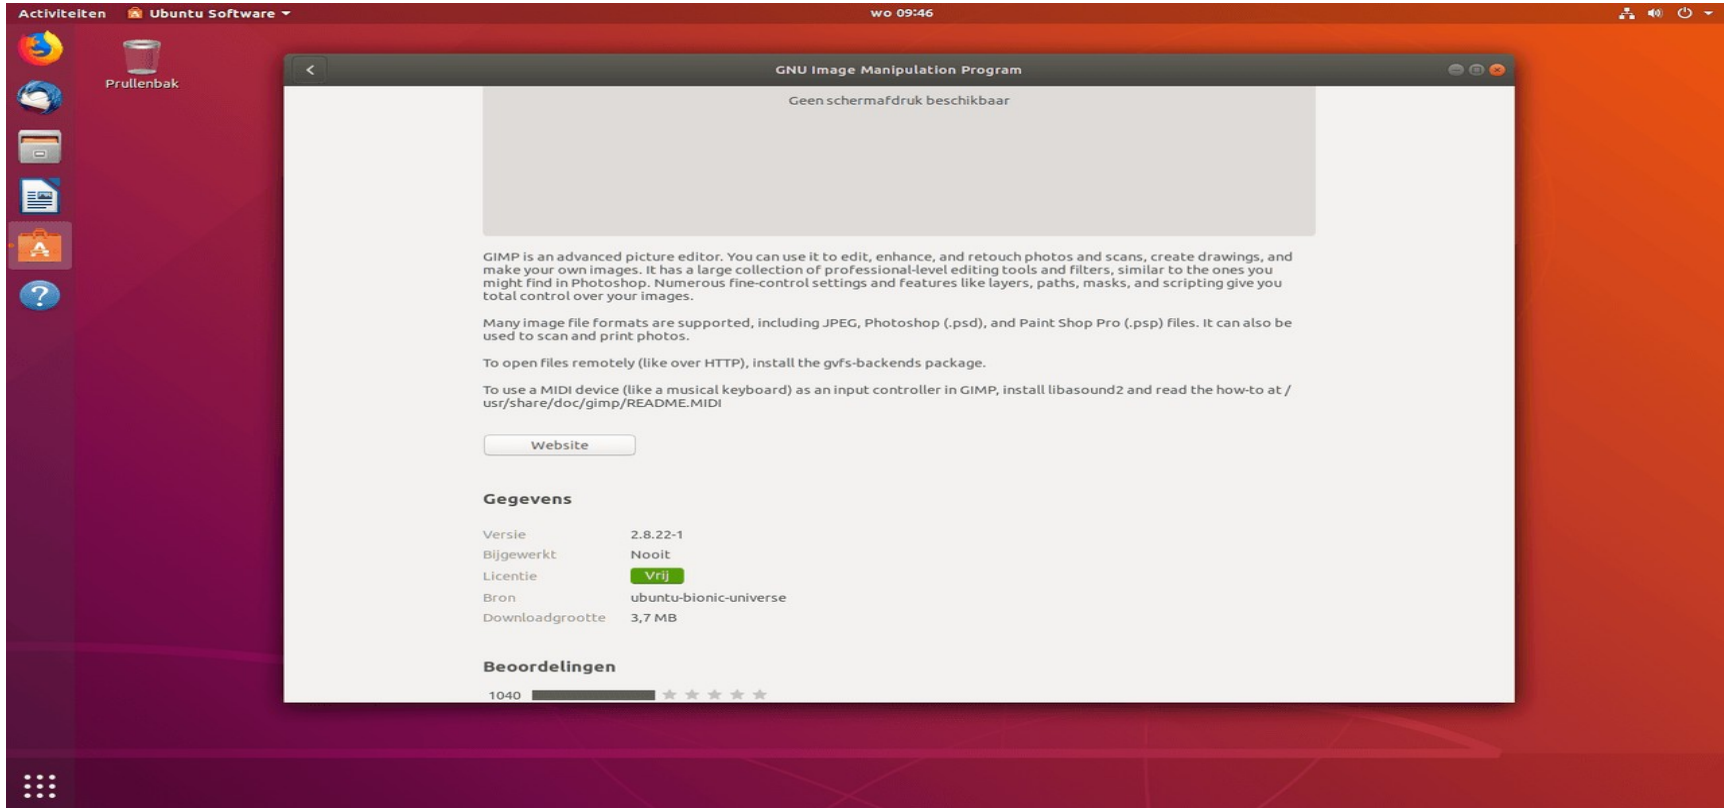 Activiteiten Ubuntu Software wo 09:46
Prullenbak
GNU Image Manipulation Program
Geen schermafdruk beschikbaar
GIMP is an advanced picture editor. You can use it to edit, enhance, and retouch photos and scans, create drawings, and
make your own images. It has a large collection of professional-level editing tools and filters, similar to the ones you
might find in Photoshop. Numerous fine-control settings and features like layers, paths, masks, and scripting give you
total control over your images.
Many image file formats are supported, including JPEG, Photoshop (.psd), and Paint Shop Pro (.psp) files. It can also be
used to scan and print photos.
To open files remotely (like over HTTP), install the gvfs-backends package.
To use a MIDI device (like a musical keyboard) as an input controller in GIMP, install libasound2 and read the how-to at /
usr/share/doc/gimp/README.MIDI
Website
Gegevens
Versie 2.8.22-1
Bijgewerkt Nooit
Licentie Vrij
Bron ubuntu-bionic-universe
Downloadgrootte 3,7 MB
Beoordelingen
1040